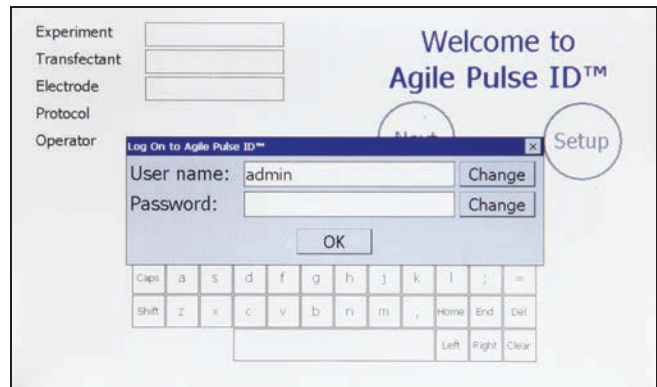 Experiment
Transfectant
Electrode
Protocol
Operator
Welcome to
Agile Pulse ID™
Next
Setup
Log On to Agile Pulse ID™
x
User name: admin Change
Password: Change
OK
Caps a s d f g h j k l ; =
Shift z x c v b n m , Home End Del
Left Right Clear